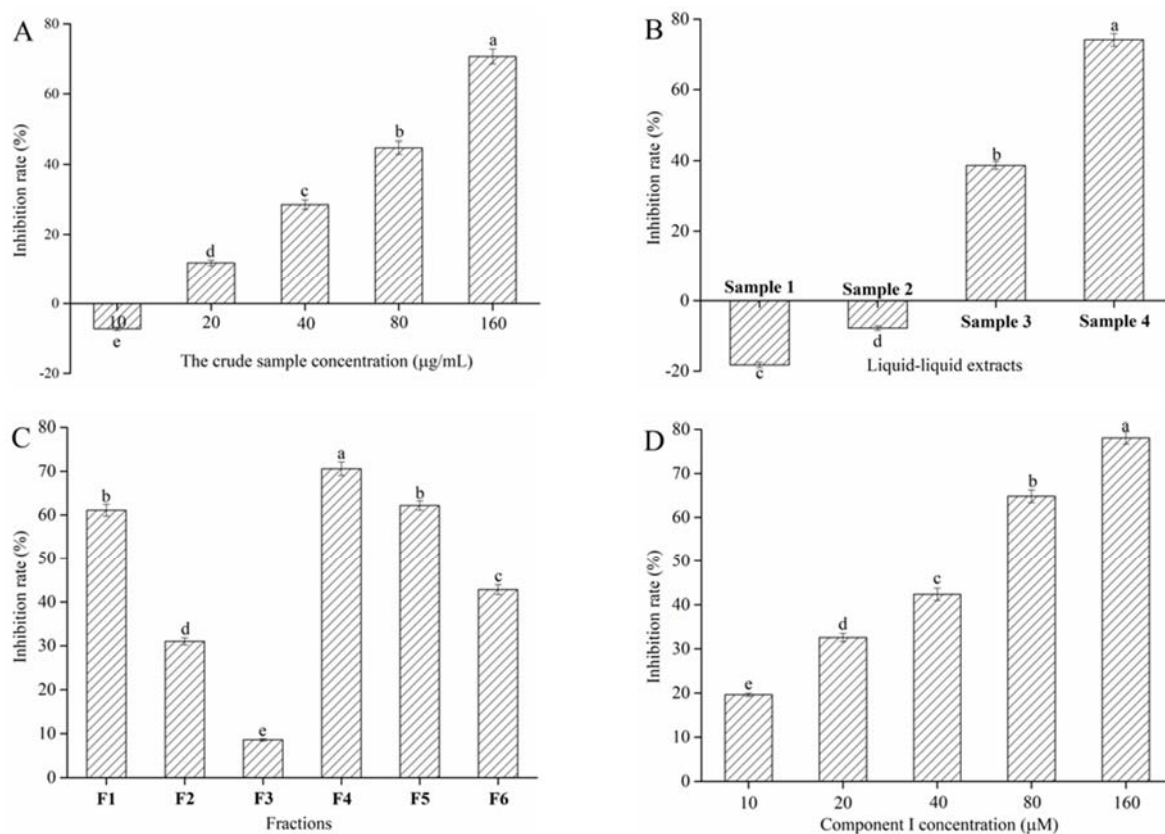 A
80
60
40
20
0
-20
Inhibition rate (%)
e
d
c
b
a
10 20 40 80 160
The crude sample concentration (μg/mL)
B
80
60
40
20
0
-20
Inhibition rate (%)
Sample 1 Sample 2
Sample 3 Sample 4
c
d
b
a
Liquid-liquid extracts
C
80
70
60
50
40
30
20
10
0
Inhibition rate (%)
b
d
e
a
b
c
F1 F2 F3 F4 F5 F6
Fractions
D
80
70
60
50
40
30
20
10
0
Inhibition rate (%)
e
d
c
b
a
10 20 40 80 160
Component I concentration (μM)